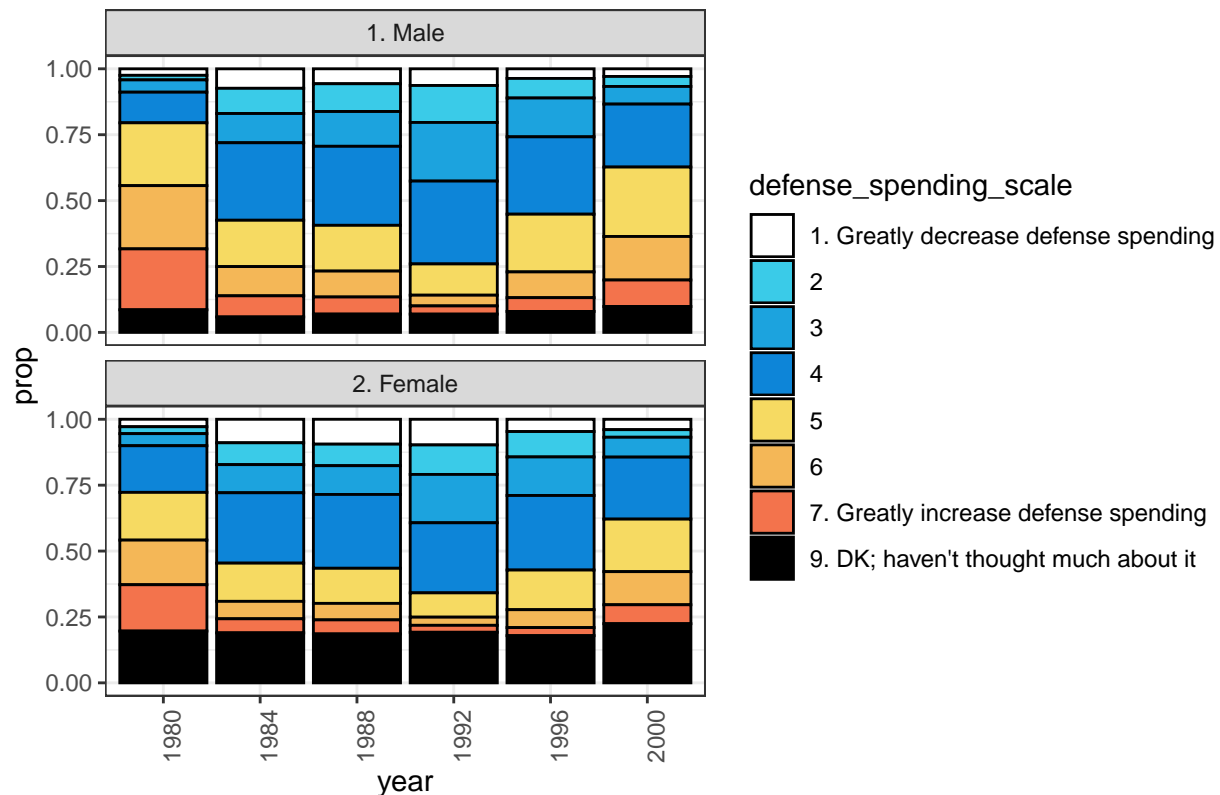 1. Male
1.00
0.75
0.50
0.25
0.00
2. Female
1.00
0.75
0.50
0.25
0.00
prop
1980
1984
1988
1992
1996
2000
year
defense_spending_scale
1. Greatly decrease defense spending
2
3
4
5
6
7. Greatly increase defense spending
9. DK; haven't thought much about it